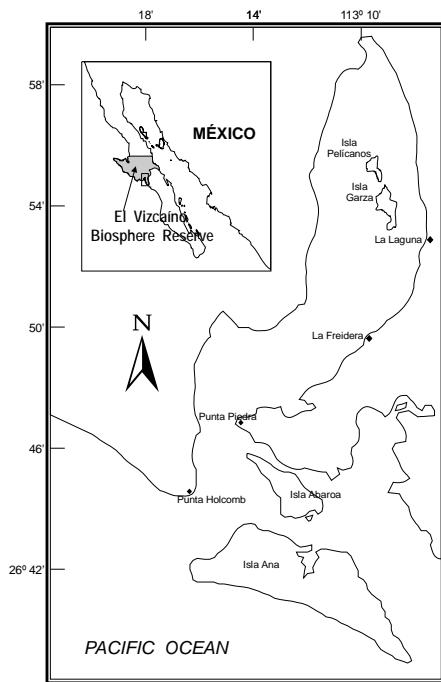 18'
14'
113º 10'
58'
54'
50'
46'
26º 42'
MÉXICO
El Vizcaíno
Biosphere Reserve
Isla
Pelícanos
Isla
Garza
La Laguna
N
La Freidera
Punta Piedra
Punta Holcomb
Isla Abaroa
Isla Ana
PACIFIC OCEAN